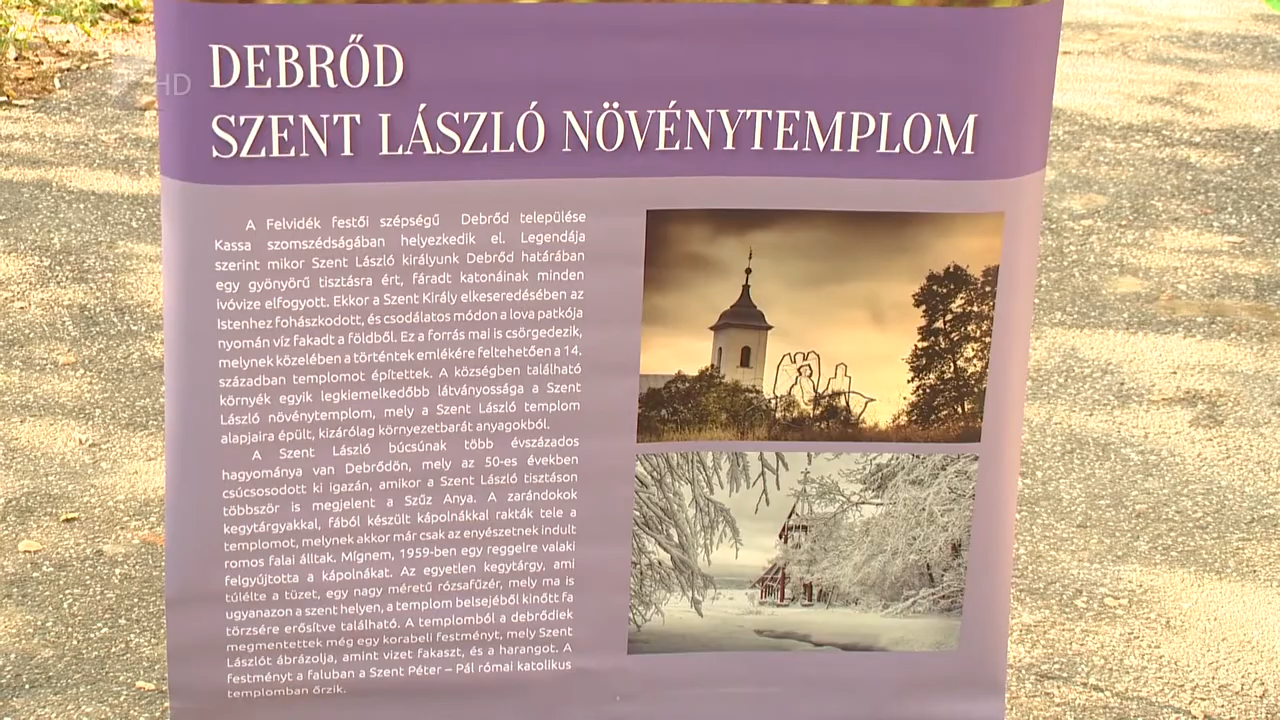 HD
DEBRŐD
SZENT LÁSZLÓ NÖVÉNYTEMPLOM
A Felvidék festői szépségű Debrőd települése
Kassa szomszédságában helyezkedik el. Legendája
szerint mikor Szent László királyunk Debrőd határában
egy gyönyörű tisztásra ért, fáradt katonáinak minden
ivóvize elfogyott. Ekkor a Szent Király elkeseredésében az
Istenhez fohászkodott, és csodálatos módon a lova patkója
nyomán víz fakadt a földből. Ez a forrás mai is csörgedezik,
melynek közelében a történtek emlékére feltehetően a 14.
században templomot építettek. A községben található
környék egyik legkiemelkedőbb látványossága a Szent
László növénytemplom, mely a Szent László templom
alapjaira épült, kizárólag környezetbarát anyagokból.
A Szent László búcsúnak több évszázados
hagyománya van Debrődön, mely az 50-es években
csúcsosodott ki igazán, amikor a Szent László tisztáson
többször is megjelent a Szűz Anya. A zarándokok
kegytárgyakkal, fából készült kápolnákkal rakták tele a
templomot, melynek akkor már csak az enyészetnek indult
romos falai álltak. Mígnem, 1959-ben egy reggelre valaki
felgyújtotta a kápolnákat. Az egyetlen kegytárgy, ami
túlélte a tüzet, egy nagy méretű rózsafűzér, mely ma is
ugyanazon a szent helyen, a templom belsejéből kinőtt fa
törzsére erősítve található. A templomból a debrődiek
megmentettek még egy korabeli festményt, mely Szent
Lászlót ábrázolja, amint vizet fakaszt, és a harangot. A
festményt a faluban a Szent Péter – Pál római katolikus
templomban őrzik.